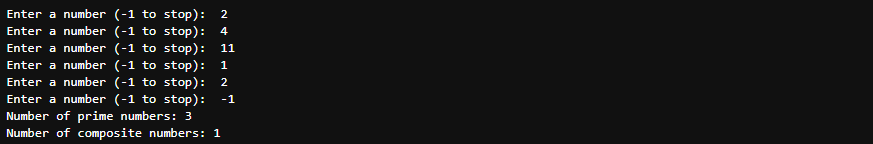 Enter a number (-1 to stop):  2
Enter a number (-1 to stop):  4
Enter a number (-1 to stop):  11
Enter a number (-1 to stop):  1
Enter a number (-1 to stop):  2
Enter a number (-1 to stop):  -1
Number of prime numbers: 3
Number of composite numbers: 1